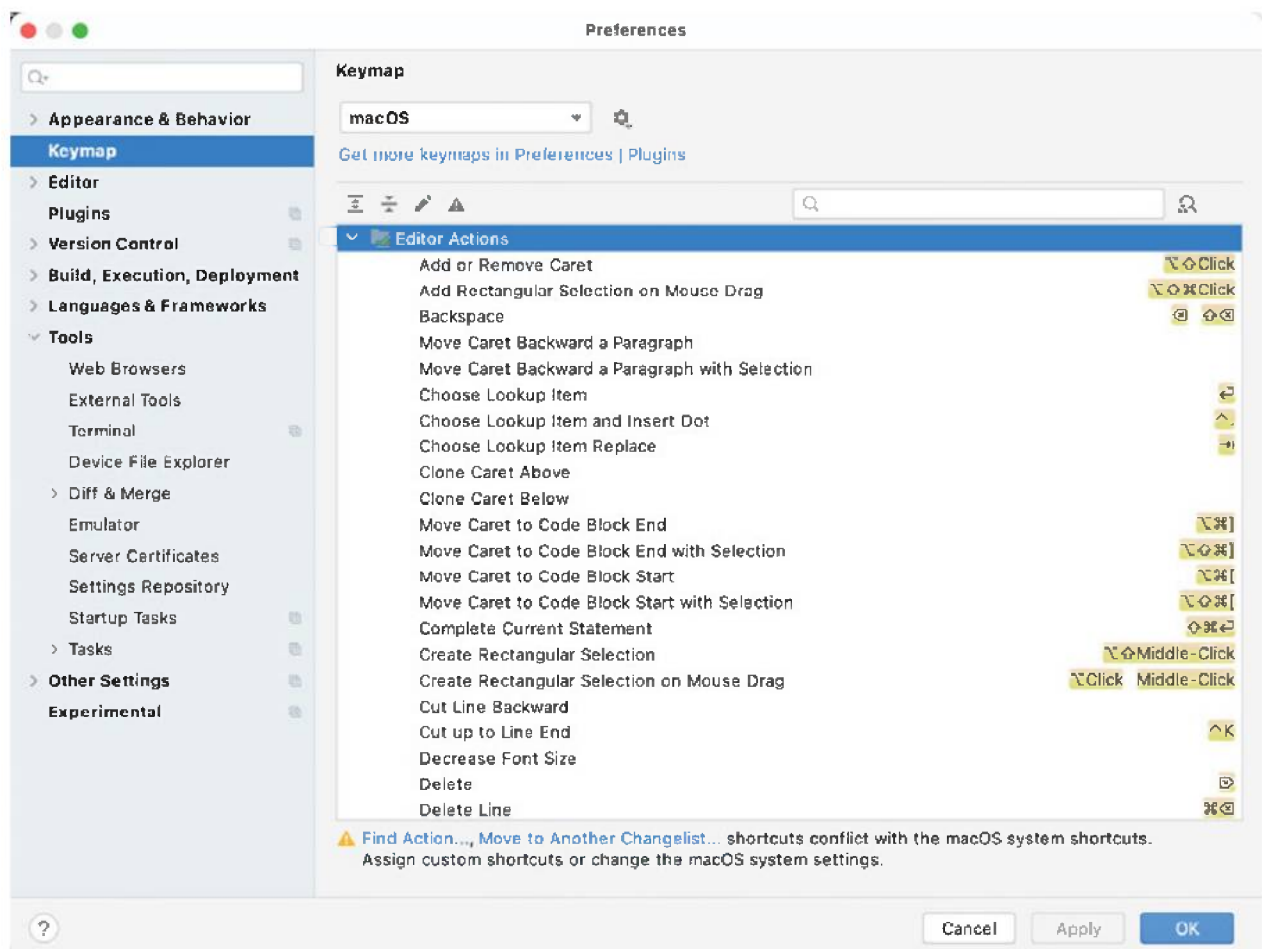 Preferences
Keymap
macOS
Get more keymaps in Preferences | Plugins
Appearance & Behavior
Keymap
Editor
Plugins
Version Control
Build, Execution, Deployment
Languages & Frameworks
Tools
Web Browsers
External Tools
Terminal
Device File Explorer
Diff & Merge
Emulator
Server Certificates
Settings Repository
Startup Tasks
Tasks
Other Settings
Experimental
Editor Actions
Add or Remove Caret ⌥⇧Click
Add Rectangular Selection on Mouse Drag ⌥⇧⌘Click
Backspace ⌫ ⇧⌫
Move Caret Backward a Paragraph
Move Caret Backward a Paragraph with Selection
Choose Lookup Item ⏎
Choose Lookup Item and Insert Dot ^.
Choose Lookup Item Replace ⇥
Clone Caret Above
Clone Caret Below
Move Caret to Code Block End ⌥⌘]
Move Caret to Code Block End with Selection ⌥⇧⌘]
Move Caret to Code Block Start ⌥⌘[
Move Caret to Code Block Start with Selection ⌥⇧⌘[
Complete Current Statement ⇧⌘⏎
Create Rectangular Selection ⌥⇧Middle-Click
Create Rectangular Selection on Mouse Drag ⌥Click Middle-Click
Cut Line Backward
Cut up to Line End ^K
Decrease Font Size
Delete ⌦
Delete Line ⌘⌫
Find Action..., Move to Another Changelist... shortcuts conflict with the macOS system shortcuts.
Assign custom shortcuts or change the macOS system settings.
?
Cancel
Apply
OK